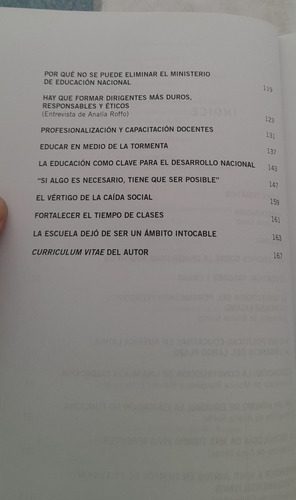 POR QUÉ NO SE PUEDE ELIMINAR EL MINISTERIO
DE EDUCACIÓN NACIONAL 119
HAY QUE FORMAR DIRIGENTES MÁS DUROS,
RESPONSABLES Y ÉTICOS
(Entrevista de Analía Roffo) 123
PROFESIONALIZACIÓN Y CAPACITACIÓN DOCENTES 131
EDUCAR EN MEDIO DE LA TORMENTA 137
LA EDUCACIÓN COMO CLAVE PARA EL DESARROLLO NACIONAL 143
"SI ALGO ES NECESARIO, TIENE QUE SER POSIBLE" 147
EL VÉRTIGO DE LA CAÍDA SOCIAL 159
FORTALECER EL TIEMPO DE CLASES 161
LA ESCUELA DEJÓ DE SER UN ÁMBITO INTOCABLE 163
CURRICULUM VITAE DEL AUTOR 167